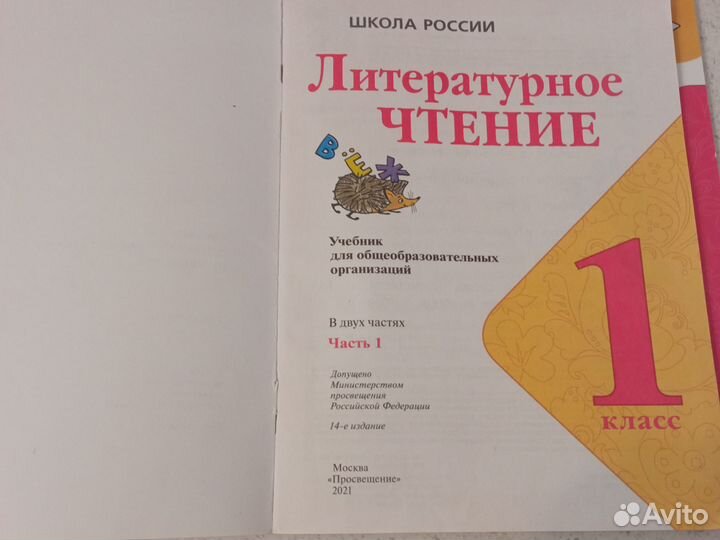 ШКОЛА РОССИИ
Литературное
ЧТЕНИЕ
В Ё Ж
Учебник
для общеобразовательных
организаций
В двух частях
Часть 1
Допущено
Министерством
просвещения
Российской Федерации
14-е издание
Москва
«Просвещение»
2021
1
класс
Avito